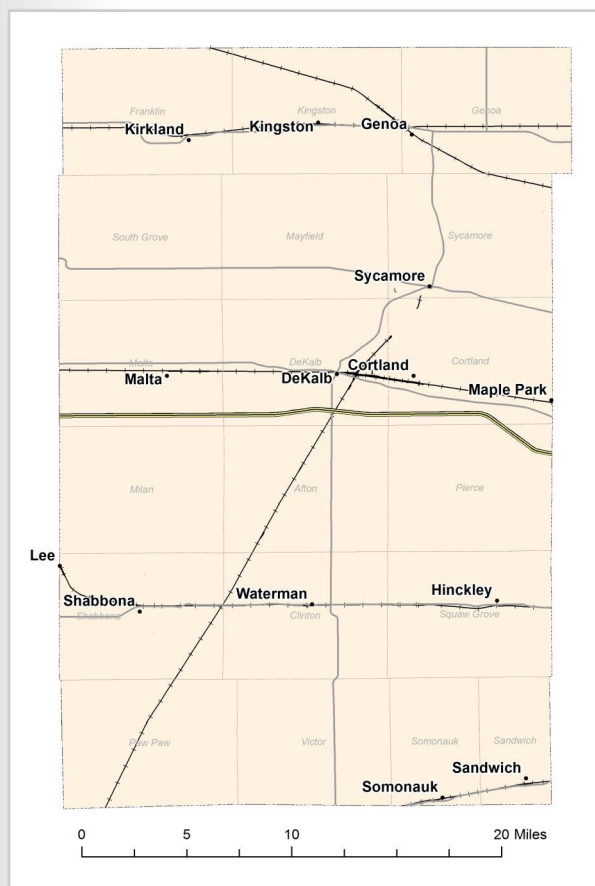 Franklin
Kingston
Genoa
Kirkland
Kingston
Genoa
South Grove
Mayfield
Sycamore
Sycamore
Malta
DeKalb
Cortland
Cortland
Malta
DeKalb
Maple Park
Milan
Afton
Pierce
Lee
Shabbona
Waterman
Hinckley
Shabbona
Clinton
Squaw Grove
Paw Paw
Victor
Somonauk
Sandwich
Sandwich
Somonauk
0 5 10 20 Miles